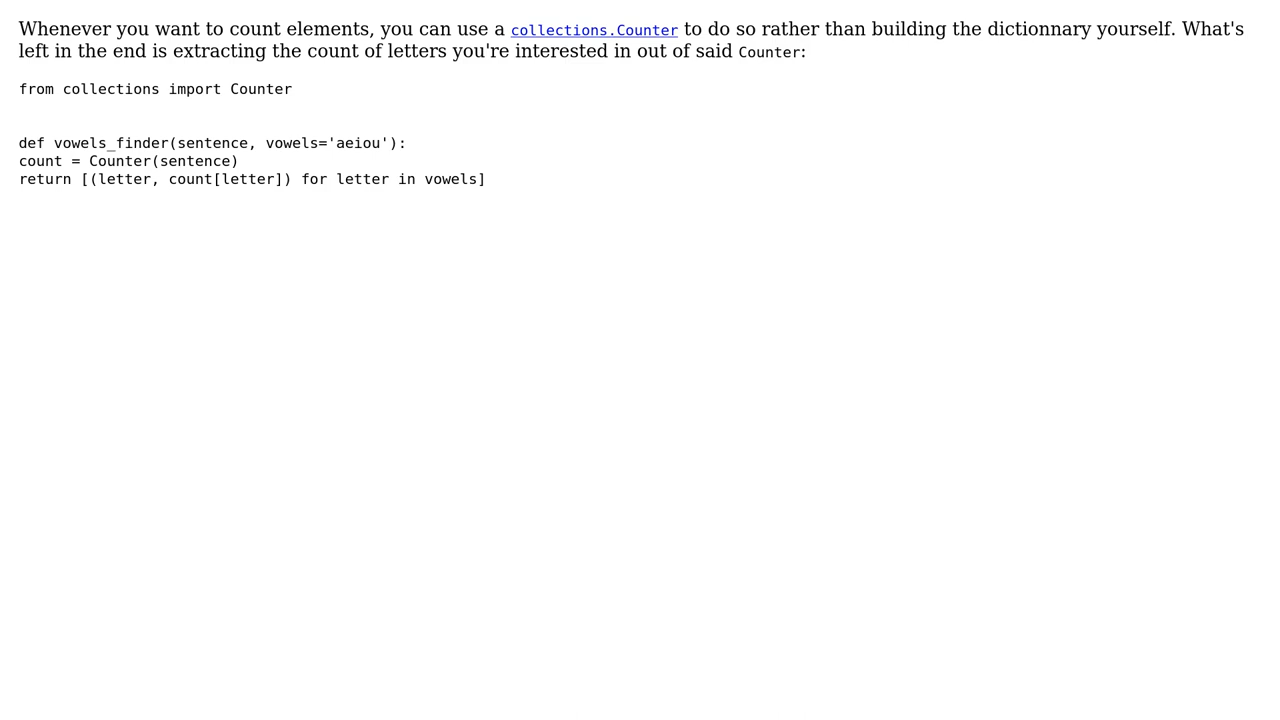 Whenever you want to count elements, you can use a collections.Counter to do so rather than building the dictionnary yourself. What's
left in the end is extracting the count of letters you're interested in out of said Counter:
from collections import Counter
def vowels_finder(sentence, vowels='aeiou'):
count = Counter(sentence)
return [(letter, count[letter]) for letter in vowels]